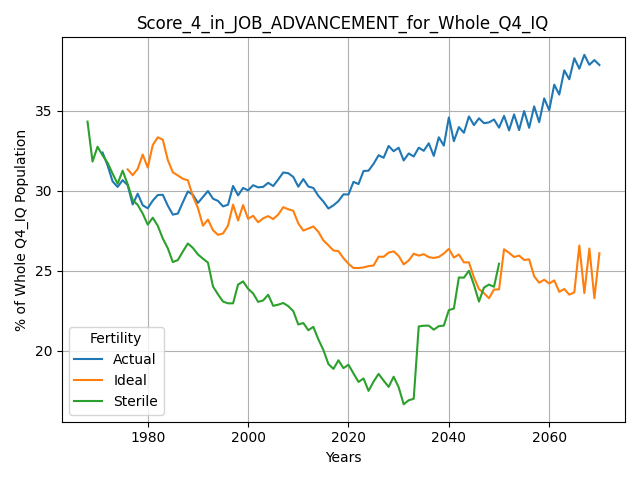 Score_4_in_JOB_ADVANCEMENT_for_Whole_Q4_IQ
% of Whole Q4_IQ Population
35
30
25
20
Fertility
Actual
Ideal
Sterile
1980 2000 2020 2040 2060
Years